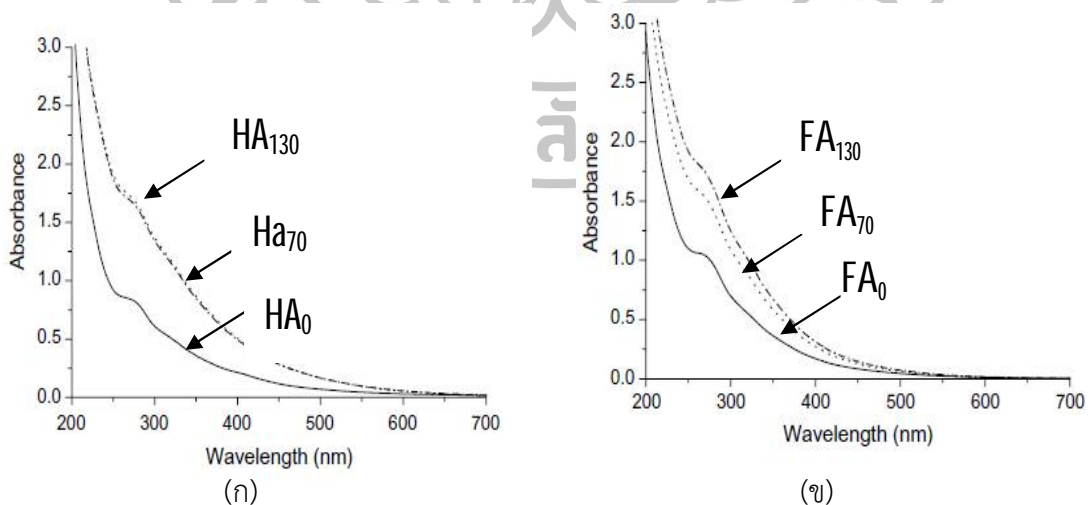 3.0
2.5
2.0
1.5
1.0
0.5
0.0
Absorbance
HA₁₃₀
Ha₇₀
HA₀
200 300 400 500 600 700
Wavelength (nm)
(ก)
3.0
2.5
2.0
1.5
1.0
0.5
0.0
Absorbance
FA₁₃₀
FA₇₀
FA₀
200 300 400 500 600 700
Wavelength (nm)
(ข)